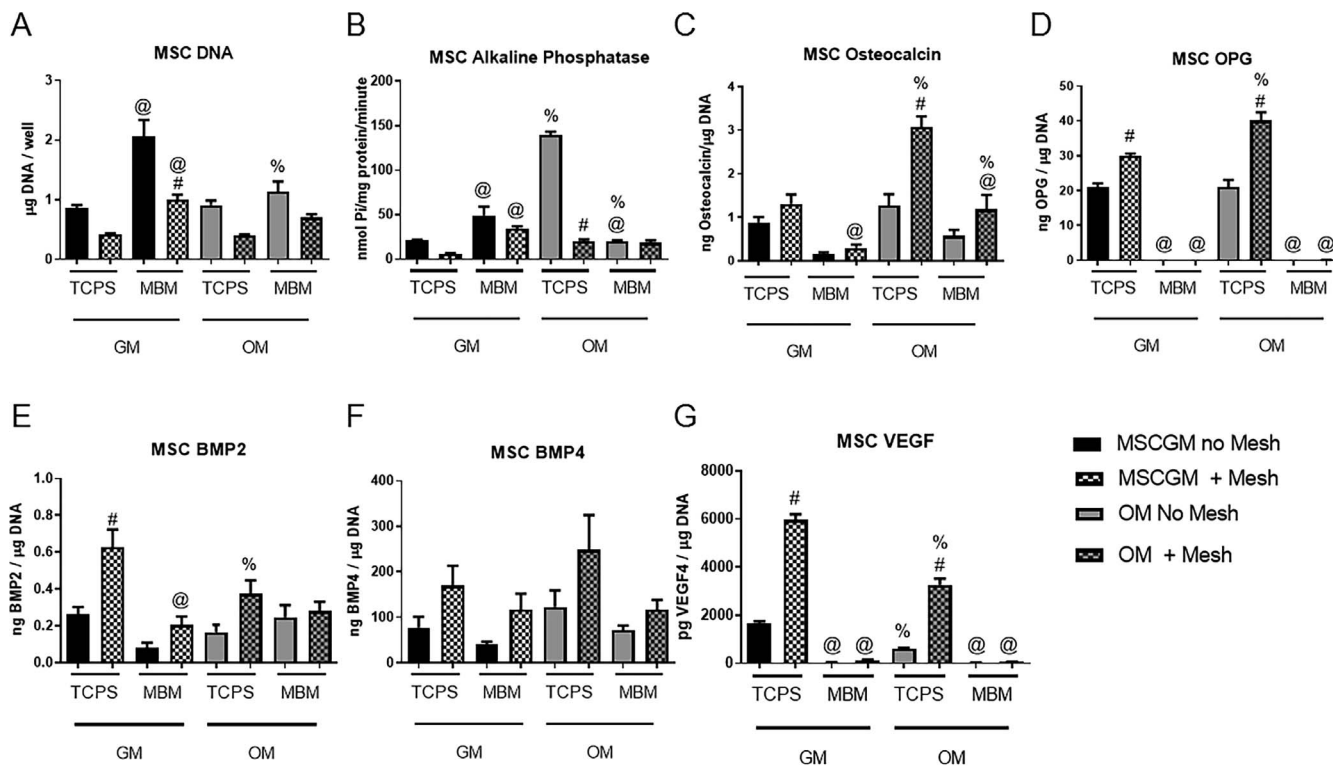 A
MSC DNA
µg DNA / well
3
2
1
0
@
@
#
%
TCPS
MBM
TCPS
MBM
GM
OM
B
MSC Alkaline Phosphatase
nmol Pi/mg protein/minute
200
150
100
50
0
@
@
%
#
%
@
TCPS
MBM
TCPS
MBM
GM
OM
C
MSC Osteocalcin
ng Osteocalcin/µg DNA
4
3
2
1
0
@
%
#
%
@
TCPS
MBM
TCPS
MBM
GM
OM
D
MSC OPG
ng OPG / µg DNA
50
40
30
20
10
0
#
@
@
%
#
@
@
TCPS
MBM
TCPS
MBM
GM
OM
E
MSC BMP2
ng BMP2 / µg DNA
1.0
0.8
0.6
0.4
0.2
0.0
#
@
%
TCPS
MBM
TCPS
MBM
GM
OM
F
MSC BMP4
ng BMP4 / µg DNA
400
300
200
100
0
TCPS
MBM
TCPS
MBM
GM
OM
G
MSC VEGF
pg VEGF4 / µg DNA
8000
6000
4000
2000
0
#
@
@
%
%
#
@
@
TCPS
MBM
TCPS
MBM
GM
OM
MSCGM no Mesh
MSCGM + Mesh
OM No Mesh
OM + Mesh